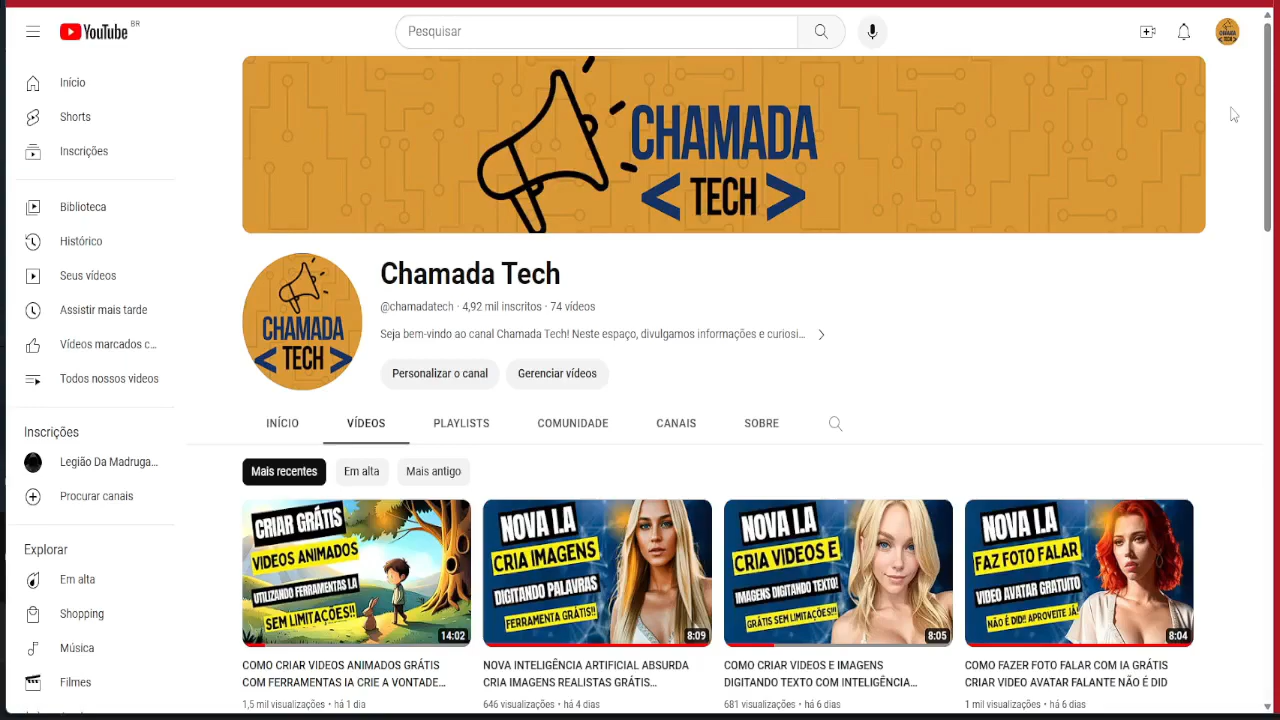 YouTube BR
Pesquisar
Início
Shorts
Inscrições
Biblioteca
Histórico
Seus vídeos
Assistir mais tarde
Vídeos marcados c...
Todos nossos videos
Inscrições
Legião Da Madruga...
Procurar canais
Explorar
Em alta
Shopping
Música
Filmes
CHAMADA
< TECH >
CHAMADA
< TECH >
Chamada Tech
@chamadatech · 4,92 mil inscritos · 74 vídeos
Seja bem-vindo ao canal Chamada Tech! Neste espaço, divulgamos informações e curiosi...
Personalizar o canal
Gerenciar vídeos
INÍCIO
VÍDEOS
PLAYLISTS
COMUNIDADE
CANAIS
SOBRE
Mais recentes
Em alta
Mais antigo
CRIAR GRÁTIS
VIDEOS ANIMADOS
UTILIZANDO FERRAMENTAS I.A
SEM LIMITAÇÕES!!
14:02
COMO CRIAR VIDEOS ANIMADOS GRÁTIS
COM FERRAMENTAS IA CRIE A VONTADE...
1,5 mil visualizações · há 1 dia
NOVA I.A
CRIA IMAGENS
DIGITANDO PALAVRAS
FERRAMENTA GRÁTIS!!
8:09
NOVA INTELIGÊNCIA ARTIFICIAL ABSURDA
CRIA IMAGENS REALISTAS GRÁTIS...
646 visualizações · há 4 dias
NOVA I.A
CRIA VIDEOS E
IMAGENS DIGITANDO TEXTO!
GRÁTIS SEM LIMITAÇÕES!!!
8:05
COMO CRIAR VIDEOS E IMAGENS
DIGITANDO TEXTO COM INTELIGÊNCIA...
681 visualizações · há 6 dias
NOVA I.A
FAZ FOTO FALAR
VIDEO AVATAR GRATUITO
NÃO É DID!! APROVEITE JÁ!
8:04
COMO FAZER FOTO FALAR COM IA GRÁTIS
CRIAR VIDEO AVATAR FALANTE NÃO É DID
1 mil visualizações · há 6 dias